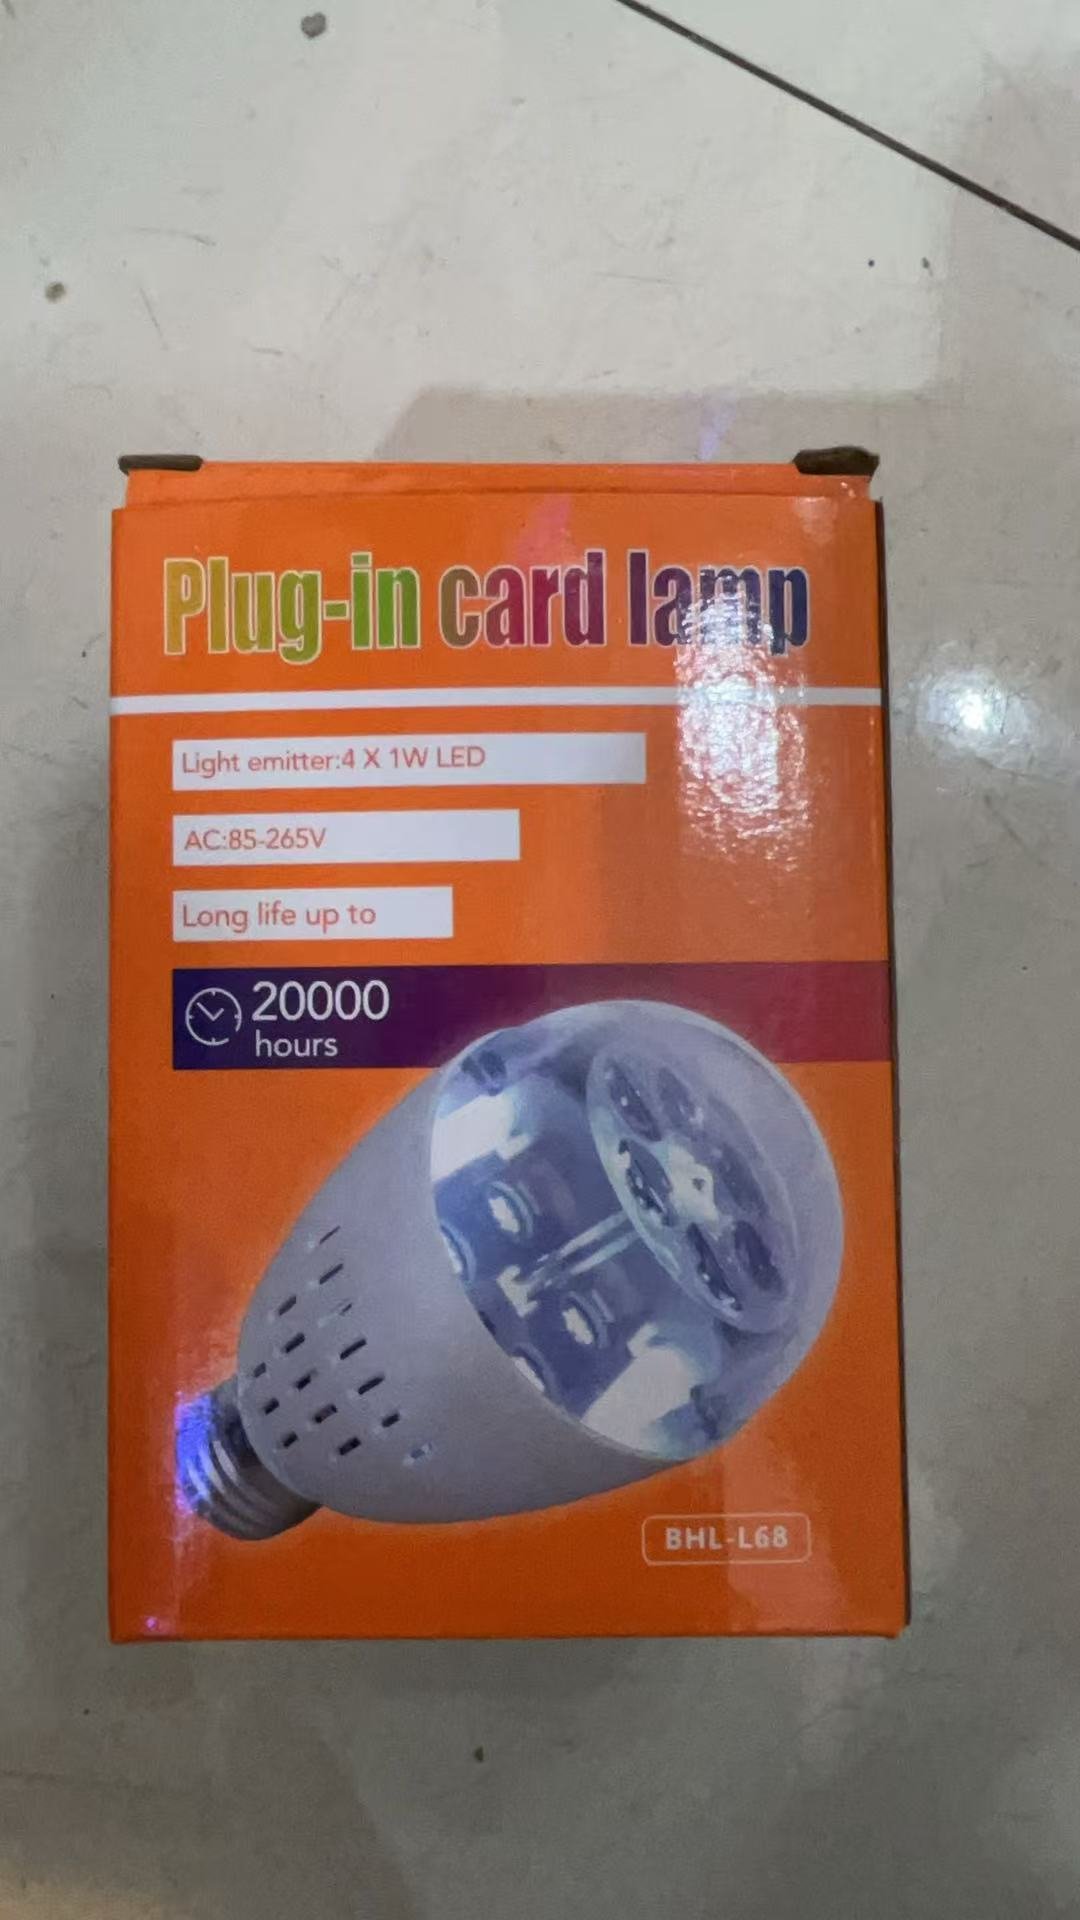 Plug-in card lamp
Light emitter:4 X 1W LED
AC:85-265V
Long life up to
20000
hours
BHL-L68